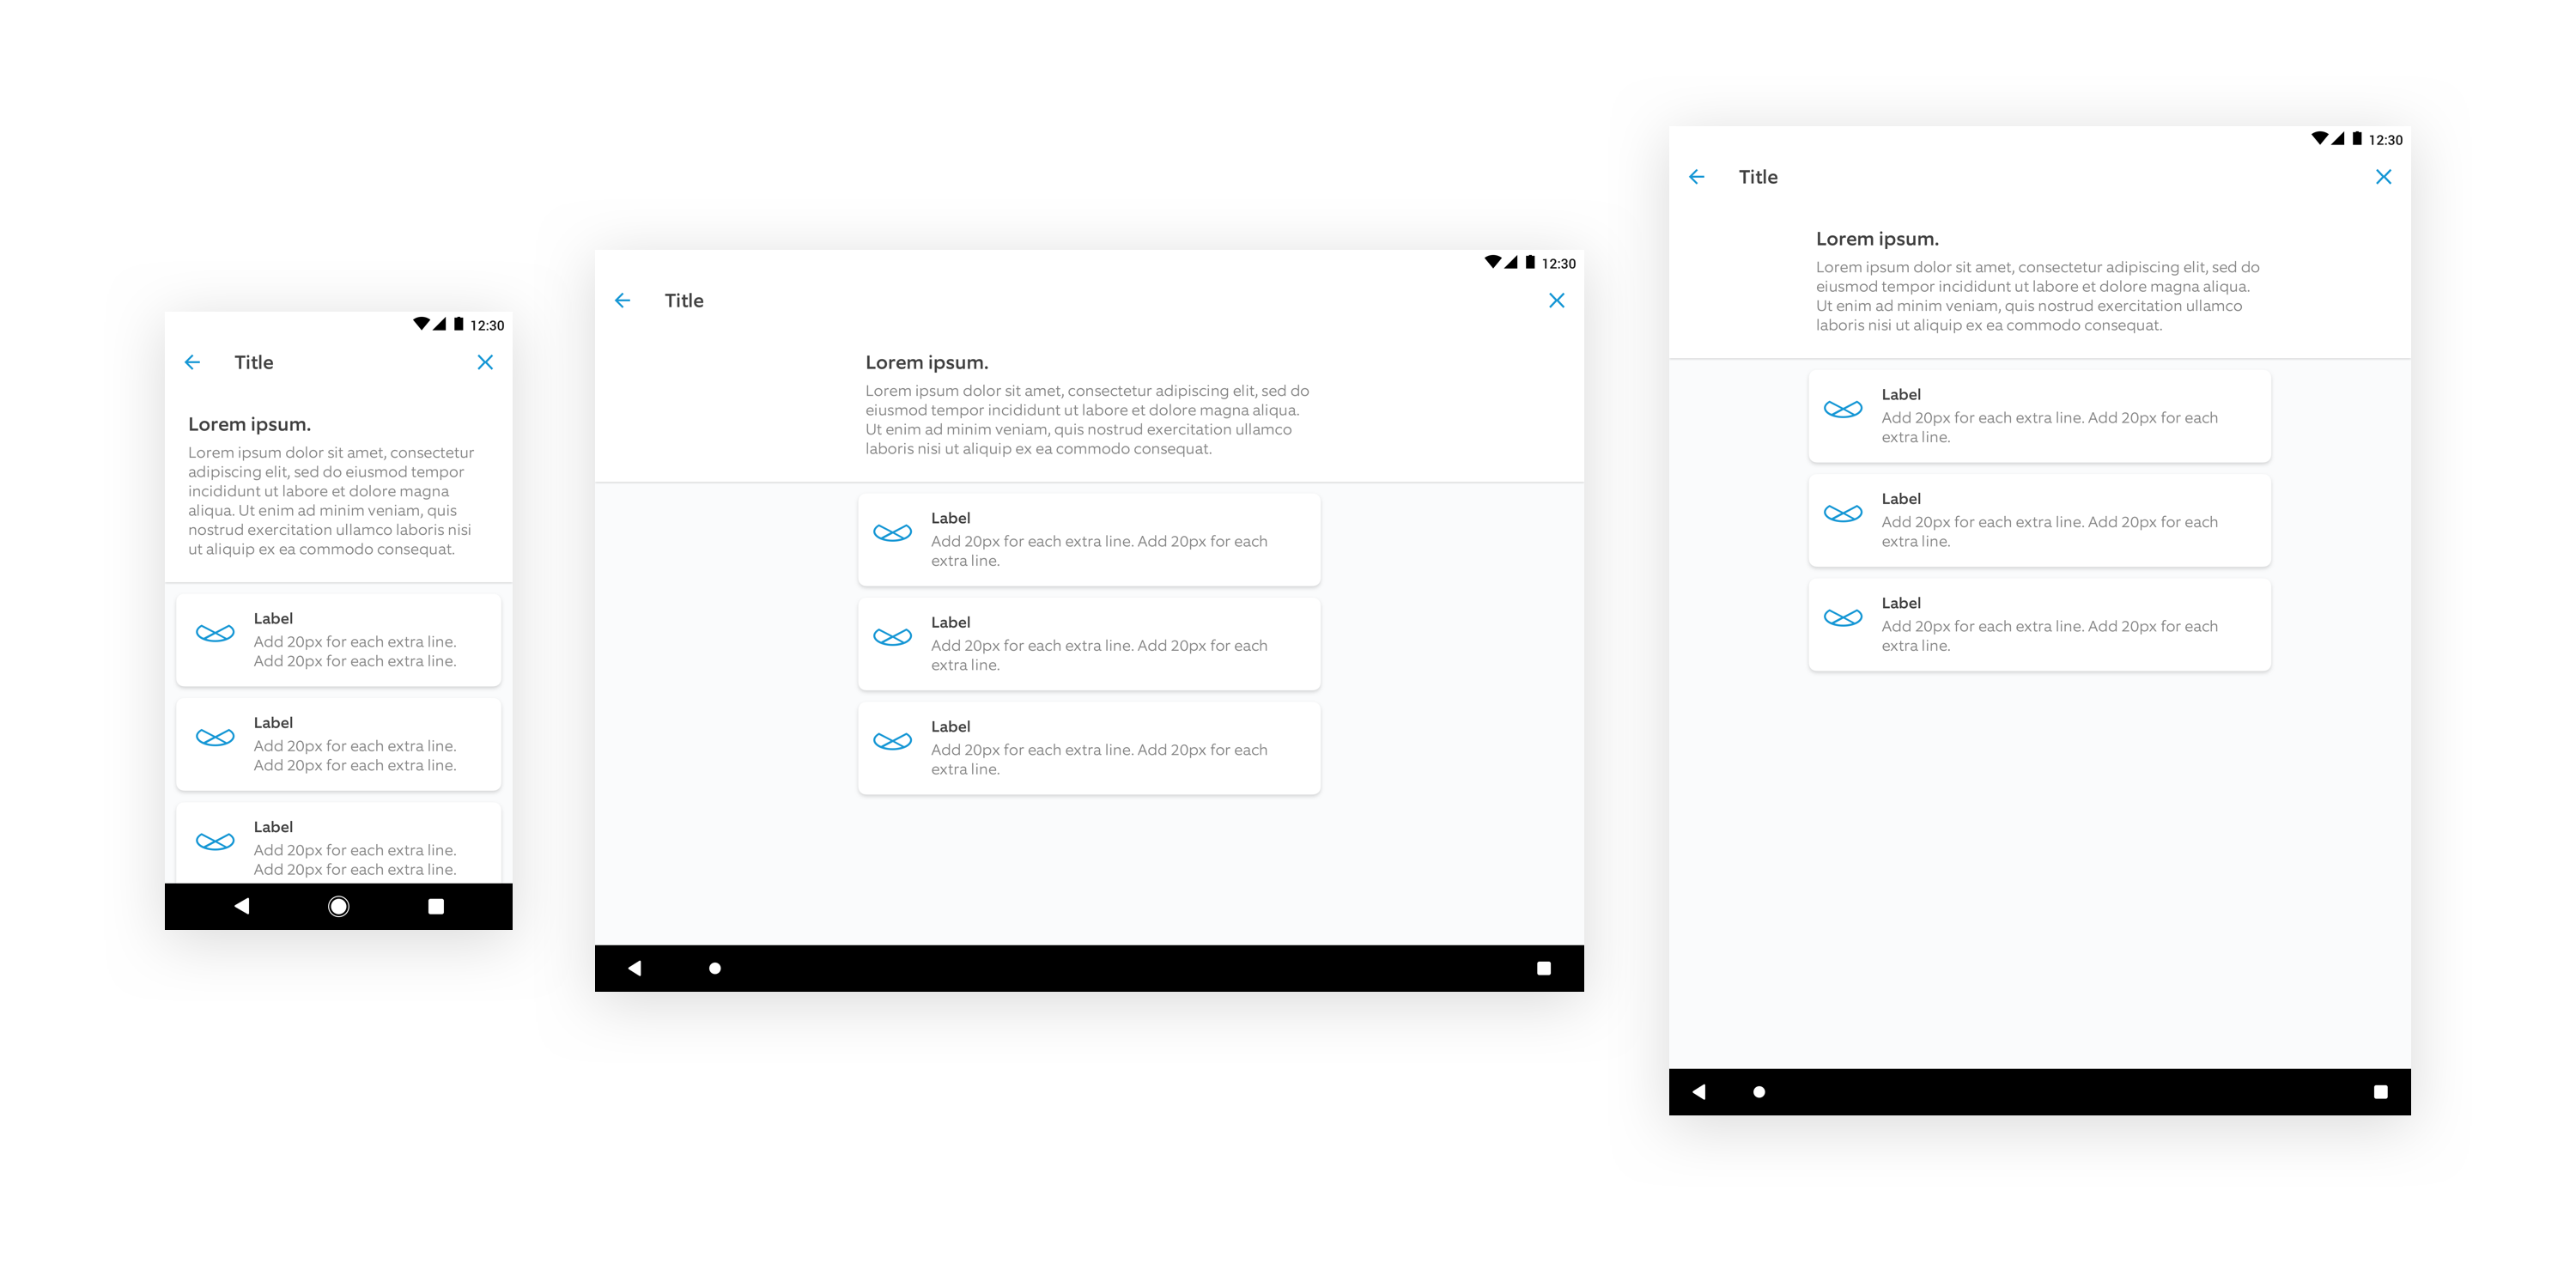 12:30
Title
Lorem ipsum.
Lorem ipsum dolor sit amet, consectetur
adipiscing elit, sed do eiusmod tempor
incididunt ut labore et dolore magna
aliqua. Ut enim ad minim veniam, quis
nostrud exercitation ullamco laboris nisi
ut aliquip ex ea commodo consequat.
Label
Add 20px for each extra line.
Add 20px for each extra line.
Label
Add 20px for each extra line.
Add 20px for each extra line.
Label
Add 20px for each extra line.
Add 20px for each extra line.
12:30
Title
Lorem ipsum.
Lorem ipsum dolor sit amet, consectetur adipiscing elit, sed do
eiusmod tempor incididunt ut labore et dolore magna aliqua.
Ut enim ad minim veniam, quis nostrud exercitation ullamco
laboris nisi ut aliquip ex ea commodo consequat.
Label
Add 20px for each extra line. Add 20px for each
extra line.
Label
Add 20px for each extra line. Add 20px for each
extra line.
Label
Add 20px for each extra line. Add 20px for each
extra line.
12:30
Title
Lorem ipsum.
Lorem ipsum dolor sit amet, consectetur adipiscing elit, sed do
eiusmod tempor incididunt ut labore et dolore magna aliqua.
Ut enim ad minim veniam, quis nostrud exercitation ullamco
laboris nisi ut aliquip ex ea commodo consequat.
Label
Add 20px for each extra line. Add 20px for each
extra line.
Label
Add 20px for each extra line. Add 20px for each
extra line.
Label
Add 20px for each extra line. Add 20px for each
extra line.